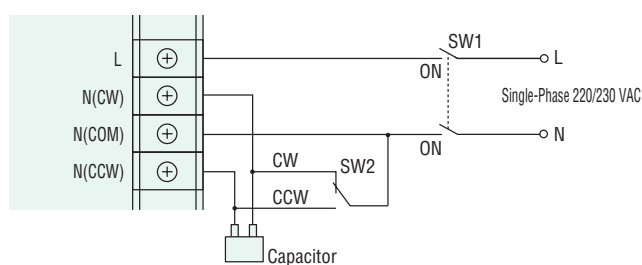 SW1
L
ON
L
N(CW)
Single-Phase 220/230 VAC
N(COM)
ON
N
N(CCW)
CW
SW2
CCW
Capacitor